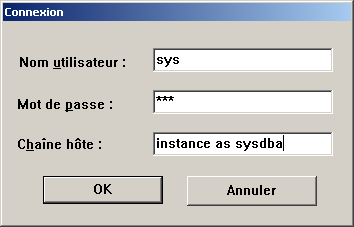 Connexion
Nom utilisateur : sys
Mot de passe : ***
Chaîne hôte : instance as sysdba
OK Annuler